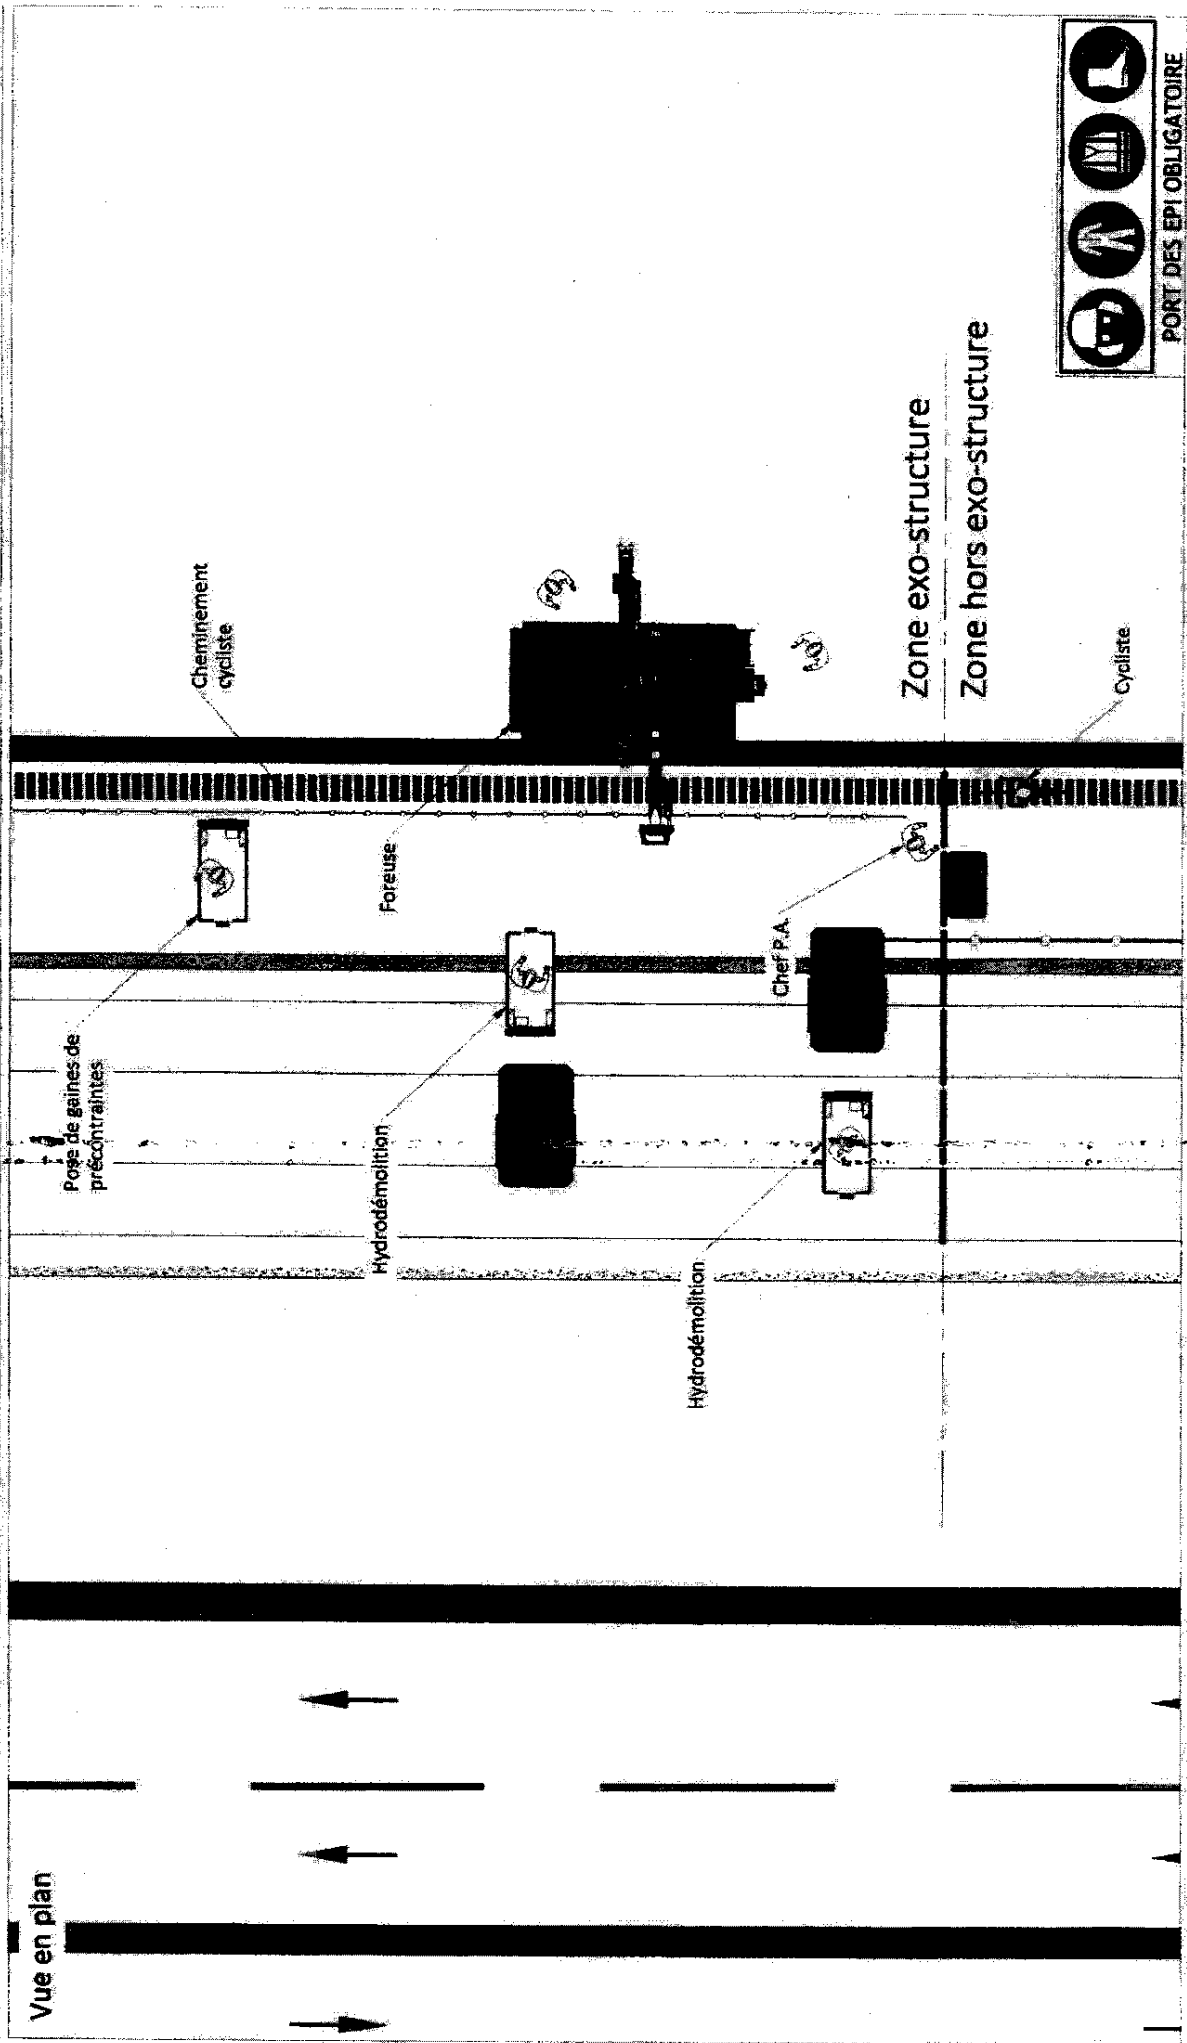 Vue en plan
Pose de gaines de
précontraintes
Hydrodémolition
Hydrodémolition
Cheminement
cycliste
Foreuse
Chef P.A.
Zone exo-structure
Zone hors exo-structure
Cycliste
PORT DES EPI OBLIGATOIRE